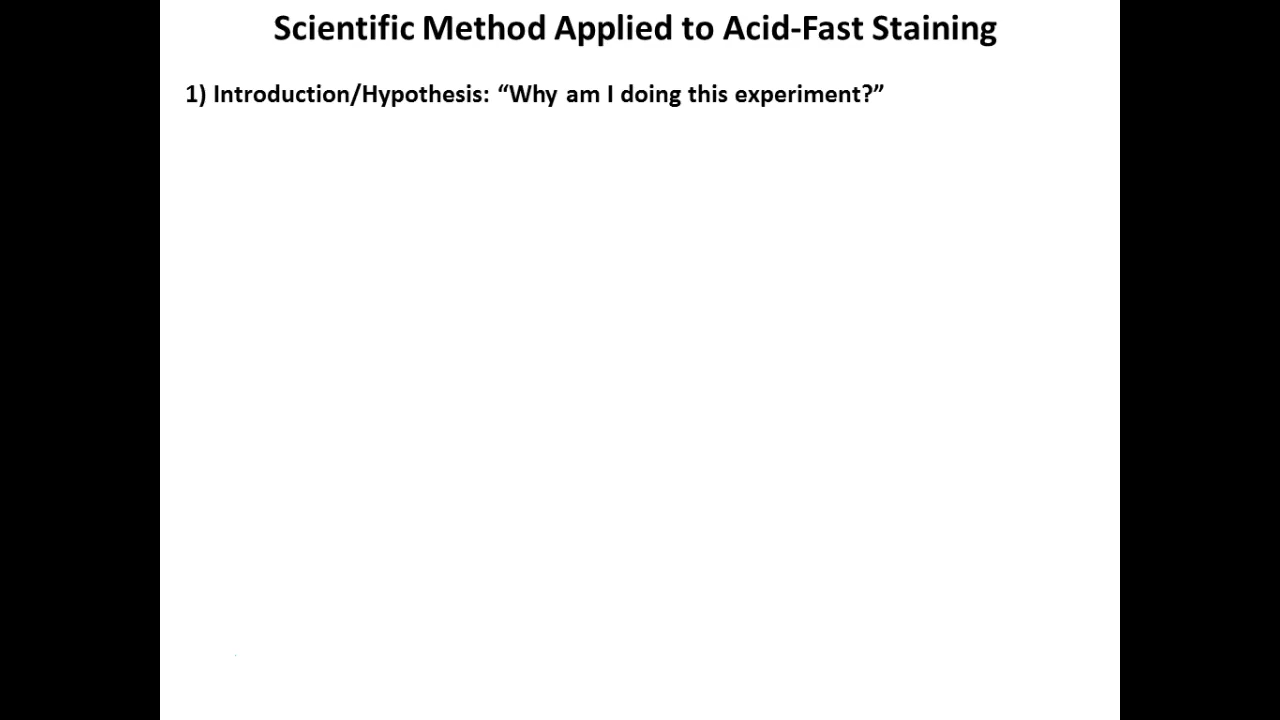 Scientific Method Applied to Acid-Fast Staining
1) Introduction/Hypothesis: “Why am I doing this experiment?”